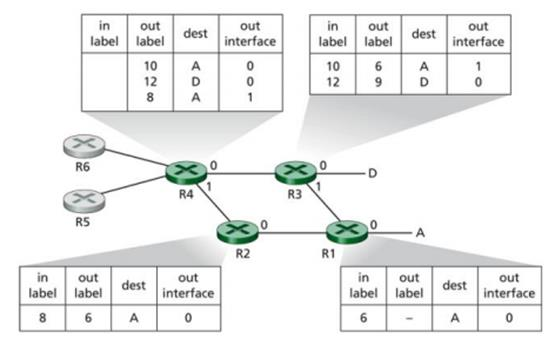 in label out label dest out interface
10 A 0
12 D 0
8 A 1
in label out label dest out interface
10 6 A 1
12 9 D 0
R6
R5
R4
0
1
R3
0
1
D
R2
0
R1
0
A
in label out label dest out interface
8 6 A 0
in label out label dest out interface
6 – A 0